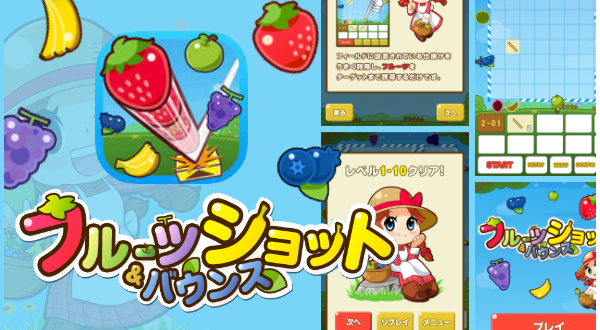 フルーツショット
&バウンス
フィールドに設置されている仕掛けを
うまく利用し、フルーツを
ターゲットまで誘導するだけです。
戻る
次へ
レベル1・10クリア!
次へ
リプレイ
メニュー
2-01
START
MENU
フルーツショッ
&バウンス
プレイ